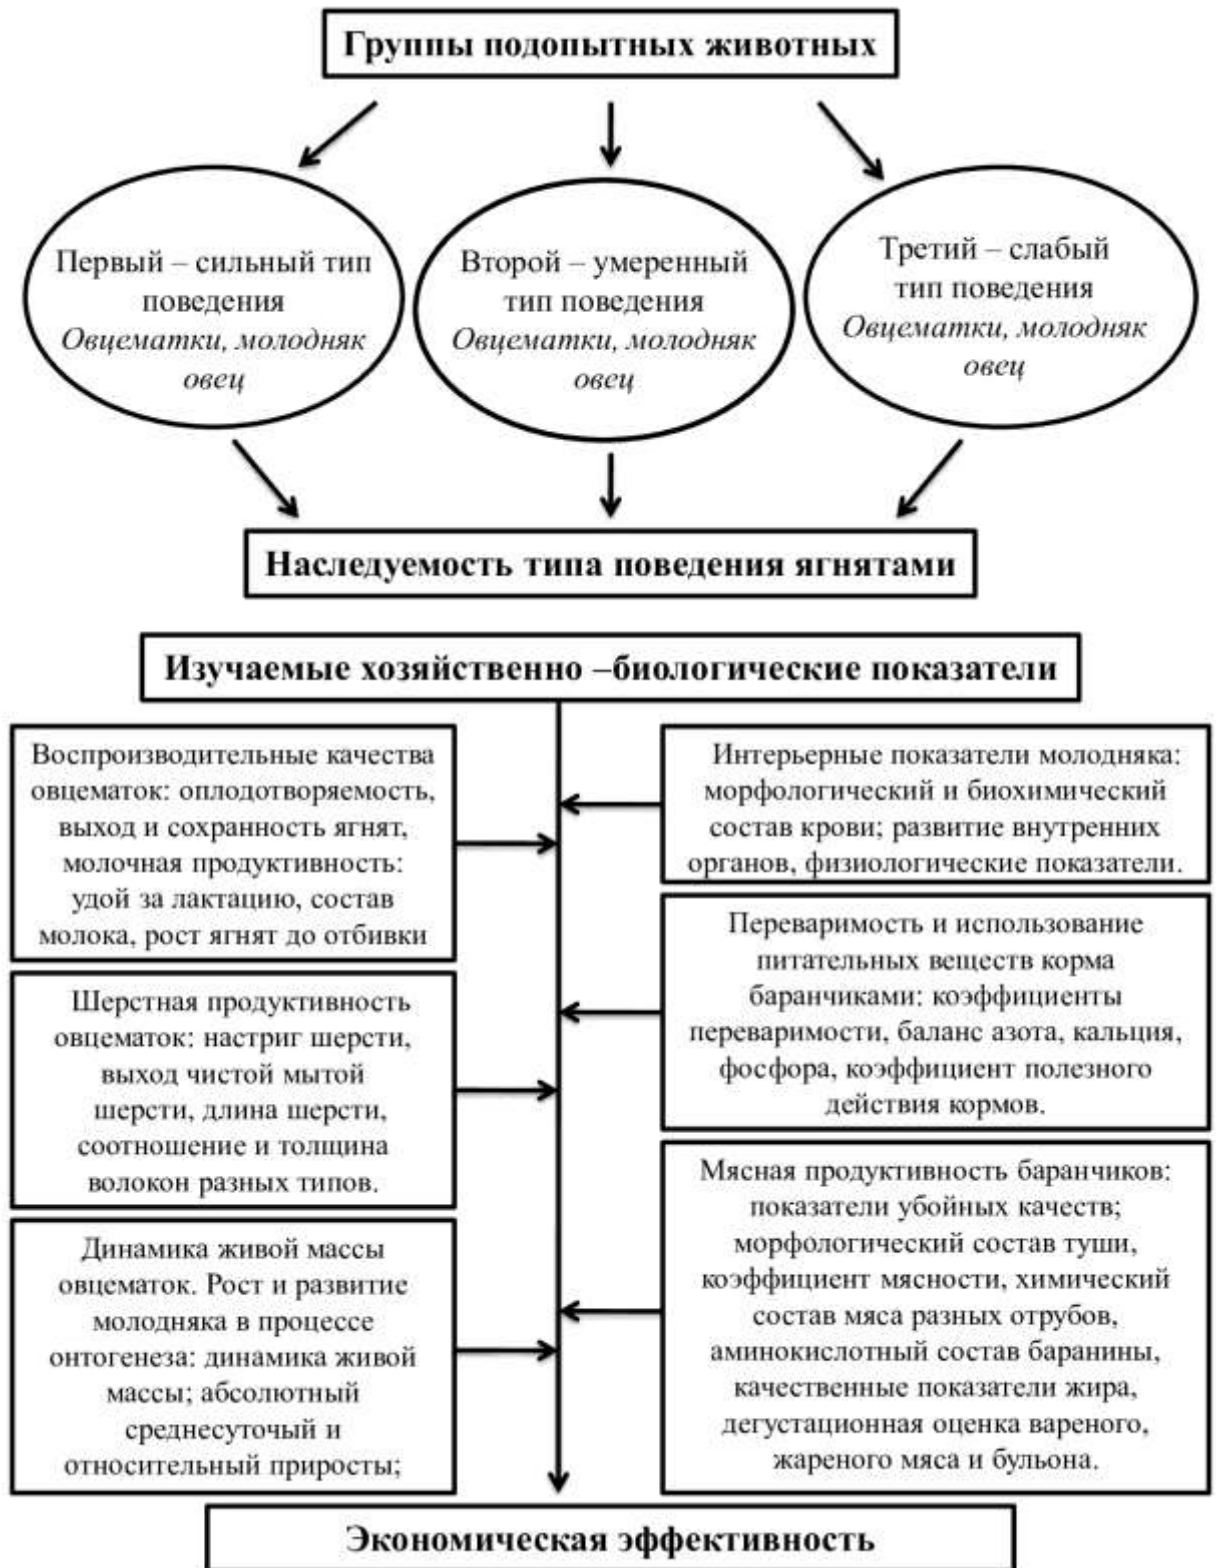 Группы подопытных животных
Первый – сильный тип
поведения
Овцематки, молодняк
овец
Второй – умеренный
тип поведения
Овцематки, молодняк
овец
Третий – слабый
тип поведения
Овцематки, молодняк
овец
Наследуемость типа поведения ягнятами
Изучаемые хозяйственно –биологические показатели
Воспроизводительные качества
овцематок: оплодотворяемость,
выход и сохранность ягнят,
молочная продуктивность:
удой за лактацию, состав
молока, рост ягнят до отбивки
Шерстная продуктивность
овцематок: настриг шерсти,
выход чистой мытой
шерсти, длина шерсти,
соотношение и толщина
волокон разных типов.
Динамика живой массы
овцематок. Рост и развитие
молодняка в процессе
онтогенеза: динамика живой
массы; абсолютный
среднесуточый и
относительный приросты;
Интерьерные показатели молодняка:
морфологический и биохимический
состав крови; развитие внутренних
органов, физиологические показатели.
Переваримость и использование
питательных веществ корма
баранчиками: коэффициенты
переваримости, баланс азота, кальция,
фосфора, коэффициент полезного
действия кормов.
Мясная продуктивность баранчиков:
показатели убойных качеств;
морфологический состав туши,
коэффициент мясности, химический
состав мяса разных отрубов,
аминокислотный состав баранины,
качественные показатели жира,
дегустационная оценка вареного,
жареного мяса и бульона.
Экономическая эффективность